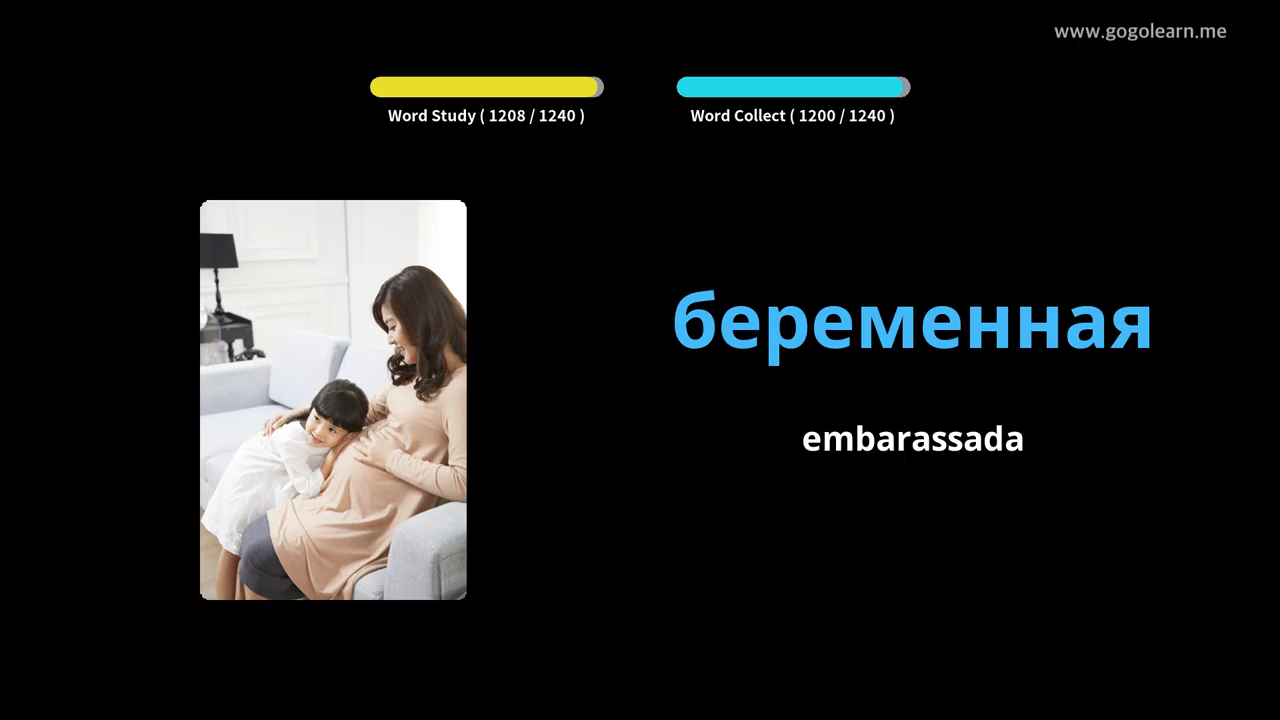 www.gogolearn.me
Word Study ( 1208 / 1240 )
Word Collect ( 1200 / 1240 )
беременная
embarassada